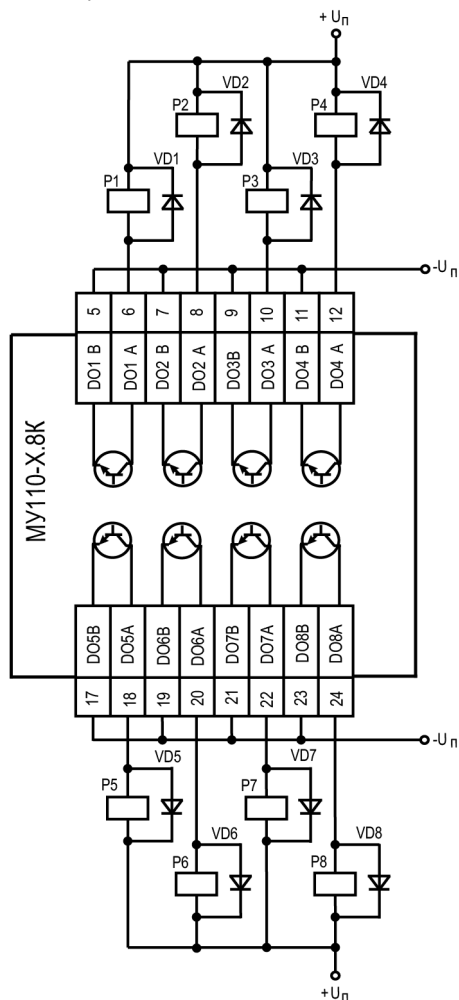 + Uп
VD2
VD4
P2
P4
VD1
VD3
P1
P3
-Uп
5 6 7 8 9 10 11 12
DO1 B DO1 A DO2 B DO2 A DO3B DO3 A DO4 B DO4 A
МУ110-Х.8К
DO5B DO5A DO6B DO6A DO7B DO7A DO8B DO8A
17 18 19 20 21 22 23 24
-Uп
VD5
VD7
P5
P7
VD6
VD8
P6
P8
+Uп